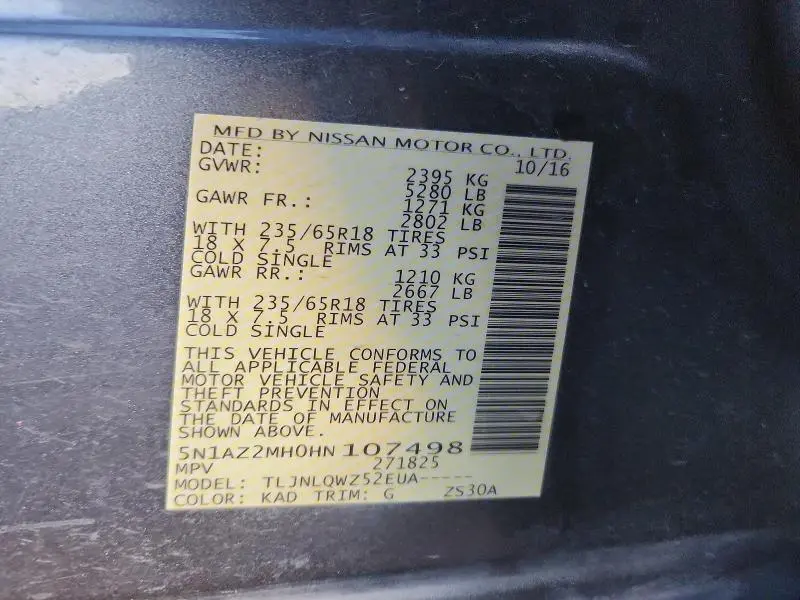 MFD BY NISSAN MOTOR CO., LTD.
DATE: 10/16
GVWR: 2395 KG
5280 LB
GAWR FR.: 1271 KG
2802 LB
WITH 235/65R18 TIRES
18 X 7.5 RIMS AT 33 PSI
COLD SINGLE
GAWR RR.: 1210 KG
2667 LB
WITH 235/65R18 TIRES
18 X 7.5 RIMS AT 33 PSI
COLD SINGLE
THIS VEHICLE CONFORMS TO
ALL APPLICABLE FEDERAL
MOTOR VEHICLE SAFETY AND
THEFT PREVENTION
STANDARDS IN EFFECT ON
THE DATE OF MANUFACTURE
SHOWN ABOVE.
5N1AZ2MH0HN 107498
MPV 271825
MODEL: TLJNLQWZ52EUA-----
COLOR: KAD TRIM: G ZS30A